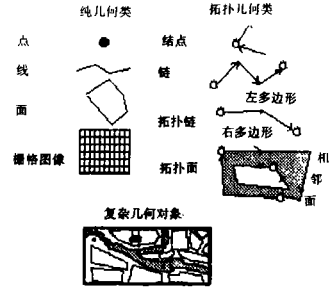 纯几何类
拓扑几何类
点
结点
线
链
面
左多边形
拓扑链
右多边形
栅格图像
拓扑面
机
邻
面
复杂几何对象